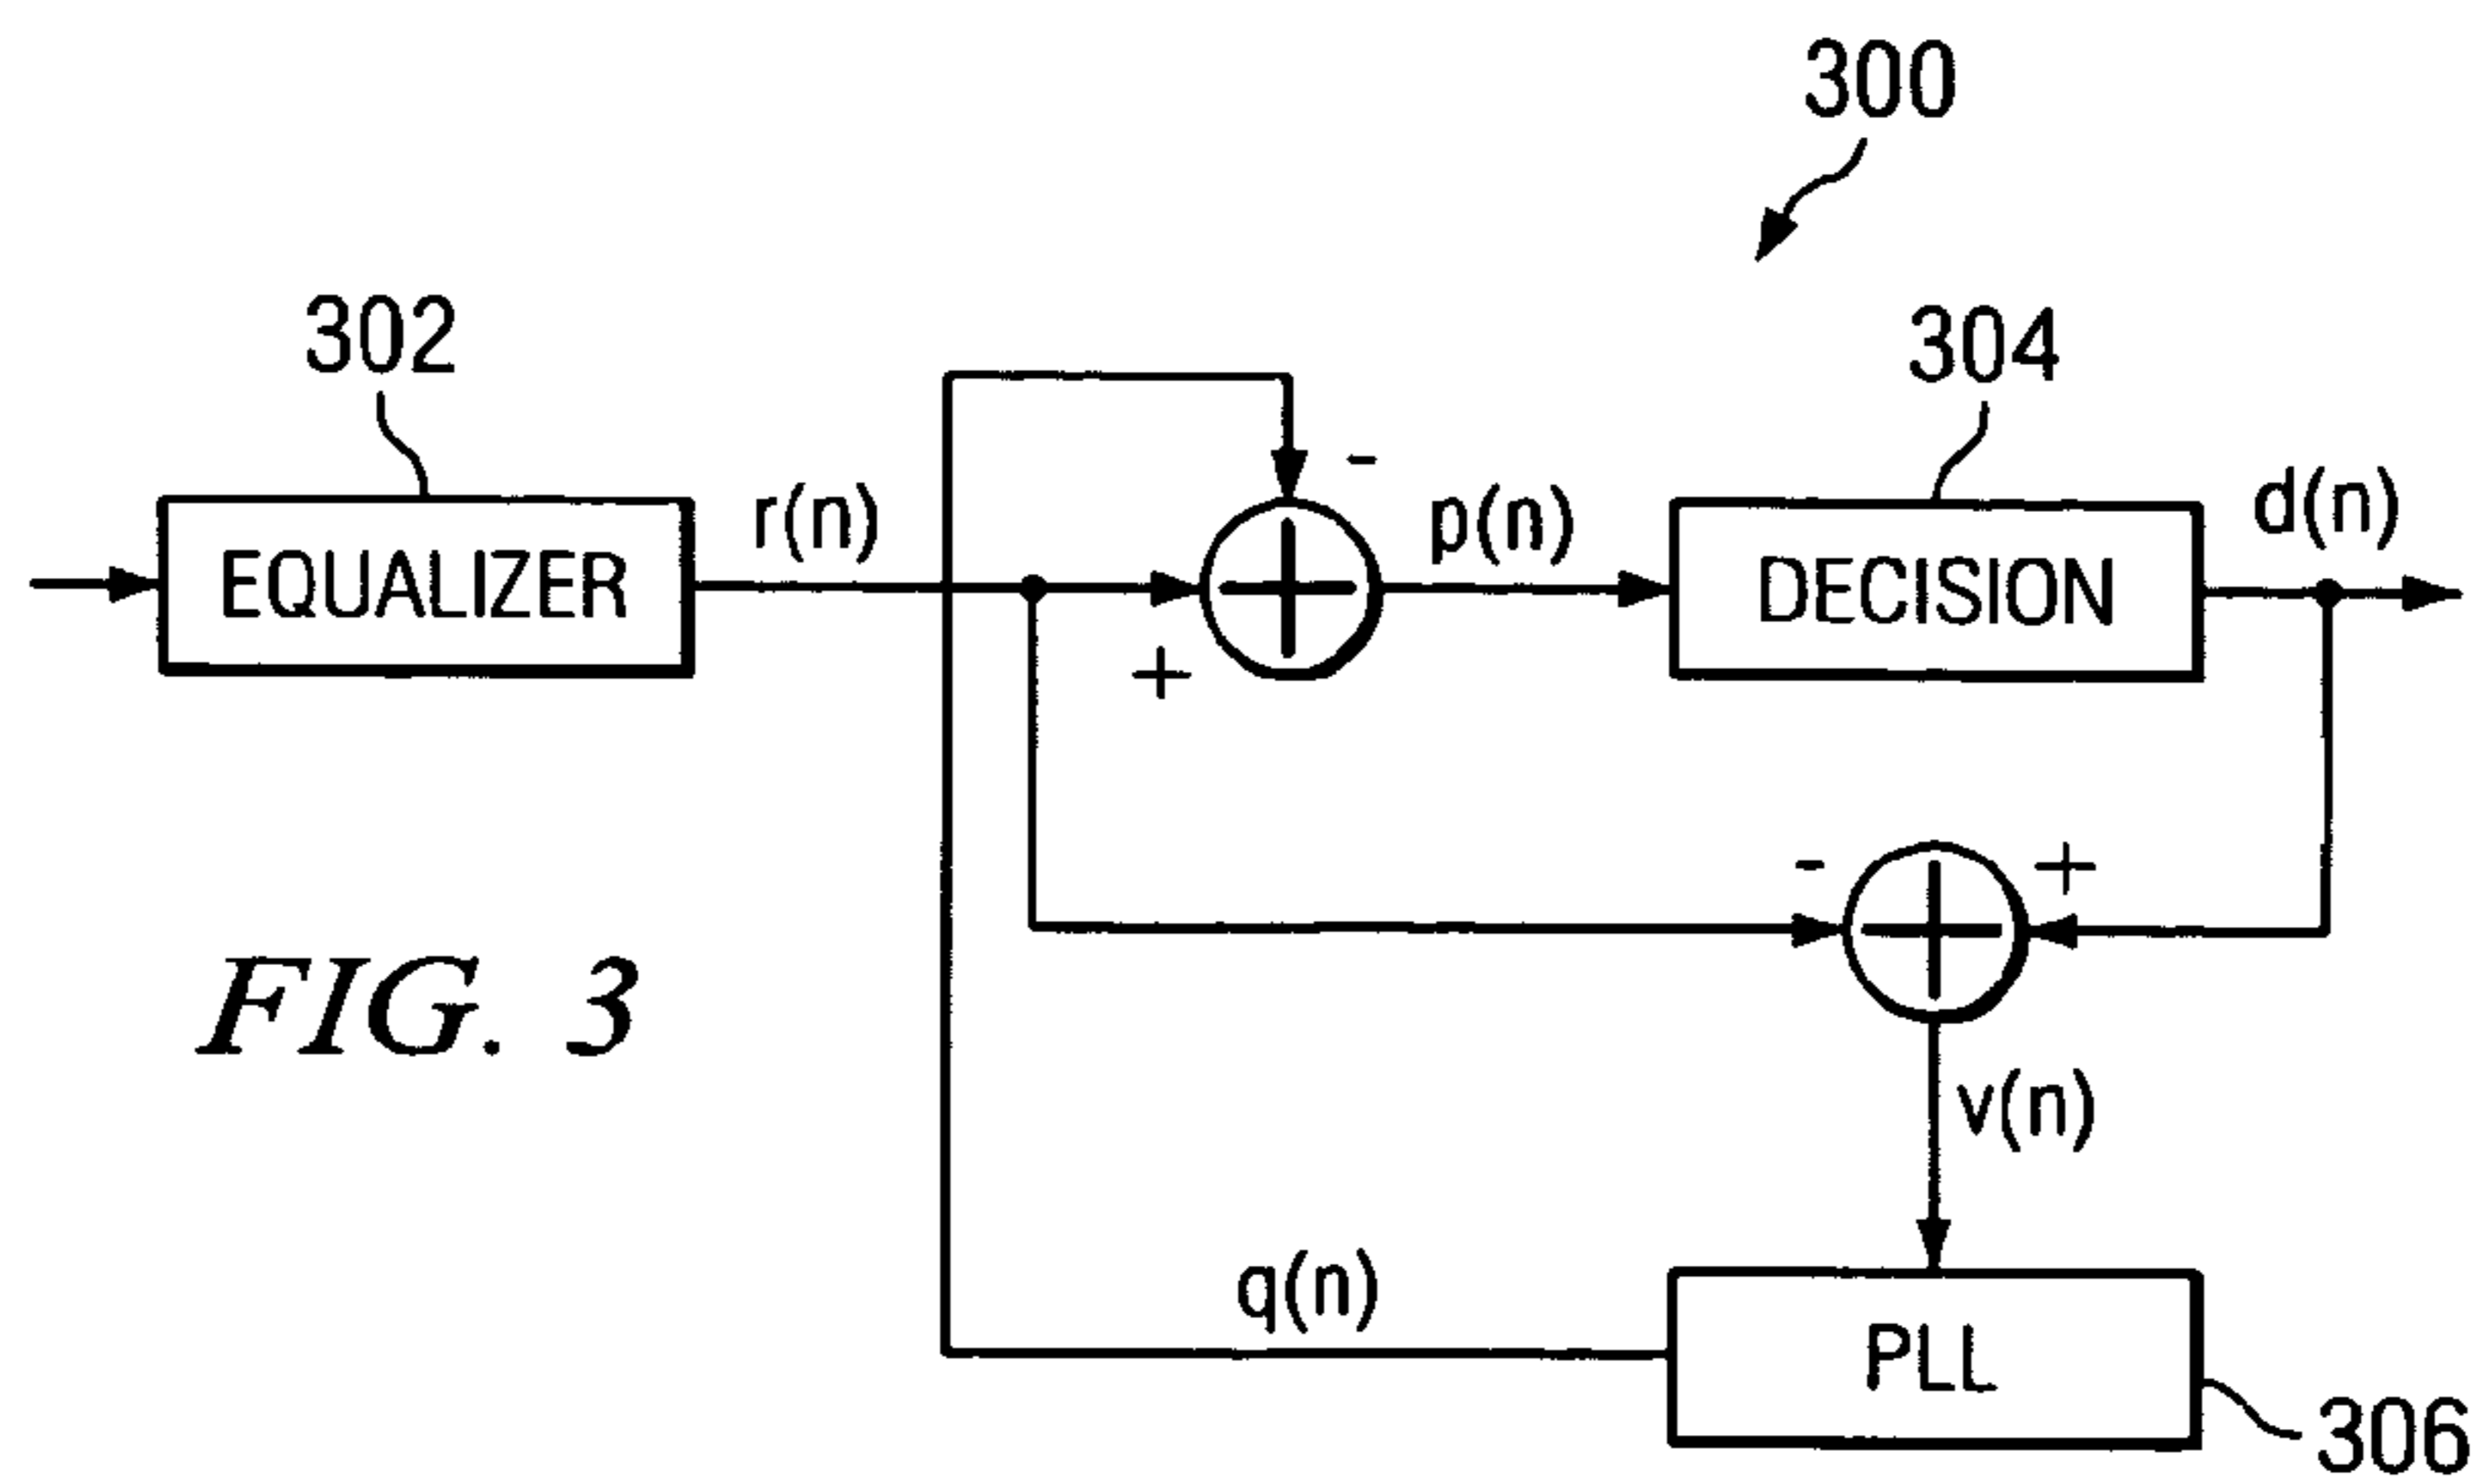 300
302
304
r(n)
p(n)
d(n)
EQUALIZER
DECISION
-
+
-
+
FIG. 3
v(n)
q(n)
PLL
306